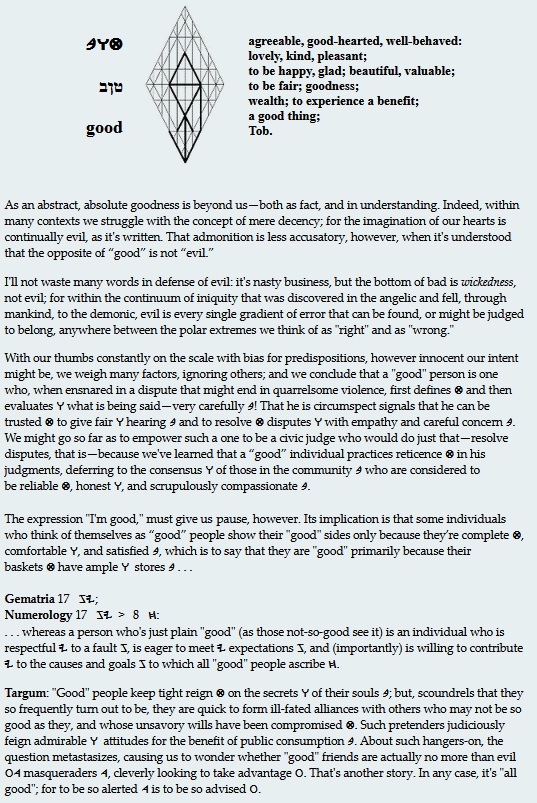 𐤈𐤅𐤁
טוב
good
agreeable, good-hearted, well-behaved:
lovely, kind, pleasant;
to be happy, glad; beautiful, valuable;
to be fair; goodness;
wealth; to experience a benefit;
a good thing;
Tob.
As an abstract, absolute goodness is beyond us—both as fact, and in understanding. Indeed, within
many contexts we struggle with the concept of mere decency; for the imagination of our hearts is
continually evil, as it's written. That admonition is less accusatory, however, when it's understood
that the opposite of “good” is not “evil.”
I'll not waste many words in defense of evil: it's nasty business, but the bottom of bad is wickedness,
not evil; for within the continuum of iniquity that was discovered in the angelic and fell, through
mankind, to the demonic, evil is every single gradient of error that can be found, or might be judged
to belong, anywhere between the polar extremes we think of as "right" and as "wrong."
With our thumbs constantly on the scale with bias for predispositions, however innocent our intent
might be, we weigh many factors, ignoring others; and we conclude that a "good" person is one
who, when ensnared in a dispute that might end in quarrelsome violence, first defines 𐤈 and then
evaluates 𐤅 what is being said—very carefully 𐤁! That he is circumspect signals that he can be
trusted 𐤈 to give fair 𐤅 hearing 𐤁 and to resolve 𐤈 disputes 𐤅 with empathy and careful concern 𐤁.
We might go so far as to empower such a one to be a civic judge who would do just that—resolve
disputes, that is—because we've learned that a “good” individual practices reticence 𐤈 in his
judgments, deferring to the consensus 𐤅 of those in the community 𐤁 who are considered to
be reliable 𐤈, honest 𐤅, and scrupulously compassionate 𐤁.
The expression "I'm good," must give us pause, however. Its implication is that some individuals
who think of themselves as “good” people show their "good" sides only because they’re complete 𐤈,
comfortable 𐤅, and satisfied 𐤁, which is to say that they are "good" primarily because their
baskets 𐤈 have ample 𐤅 stores 𐤁 . . .
Gematria 17 𐤉𐤆;
Numerology 17 𐤉𐤆 > 8 𐤇:
. . . whereas a person who's just plain "good" (as those not-so-good see it) is an individual who is
respectful 𐤉 to a fault 𐤆, is eager to meet 𐤉 expectations 𐤆, and (importantly) is willing to contribute
𐤉 to the causes and goals 𐤆 to which all "good" people ascribe 𐤇.
Targum: "Good" people keep tight reign 𐤈 on the secrets 𐤅 of their souls 𐤁; but, scoundrels that they
so frequently turn out to be, they are quick to form ill-fated alliances with others who may not be so
good as they, and whose unsavory wills have been compromised 𐤈. Such pretenders judiciously
feign admirable 𐤅 attitudes for the benefit of public consumption 𐤁. About such hangers-on, the
question metastasizes, causing us to wonder whether "good" friends are actually no more than evil
𐤓𐤏 masqueraders 𐤓, cleverly looking to take advantage 𐤏. That's another story. In any case, it's "all
good"; for to be so alerted 𐤓 is to be so advised 𐤏.